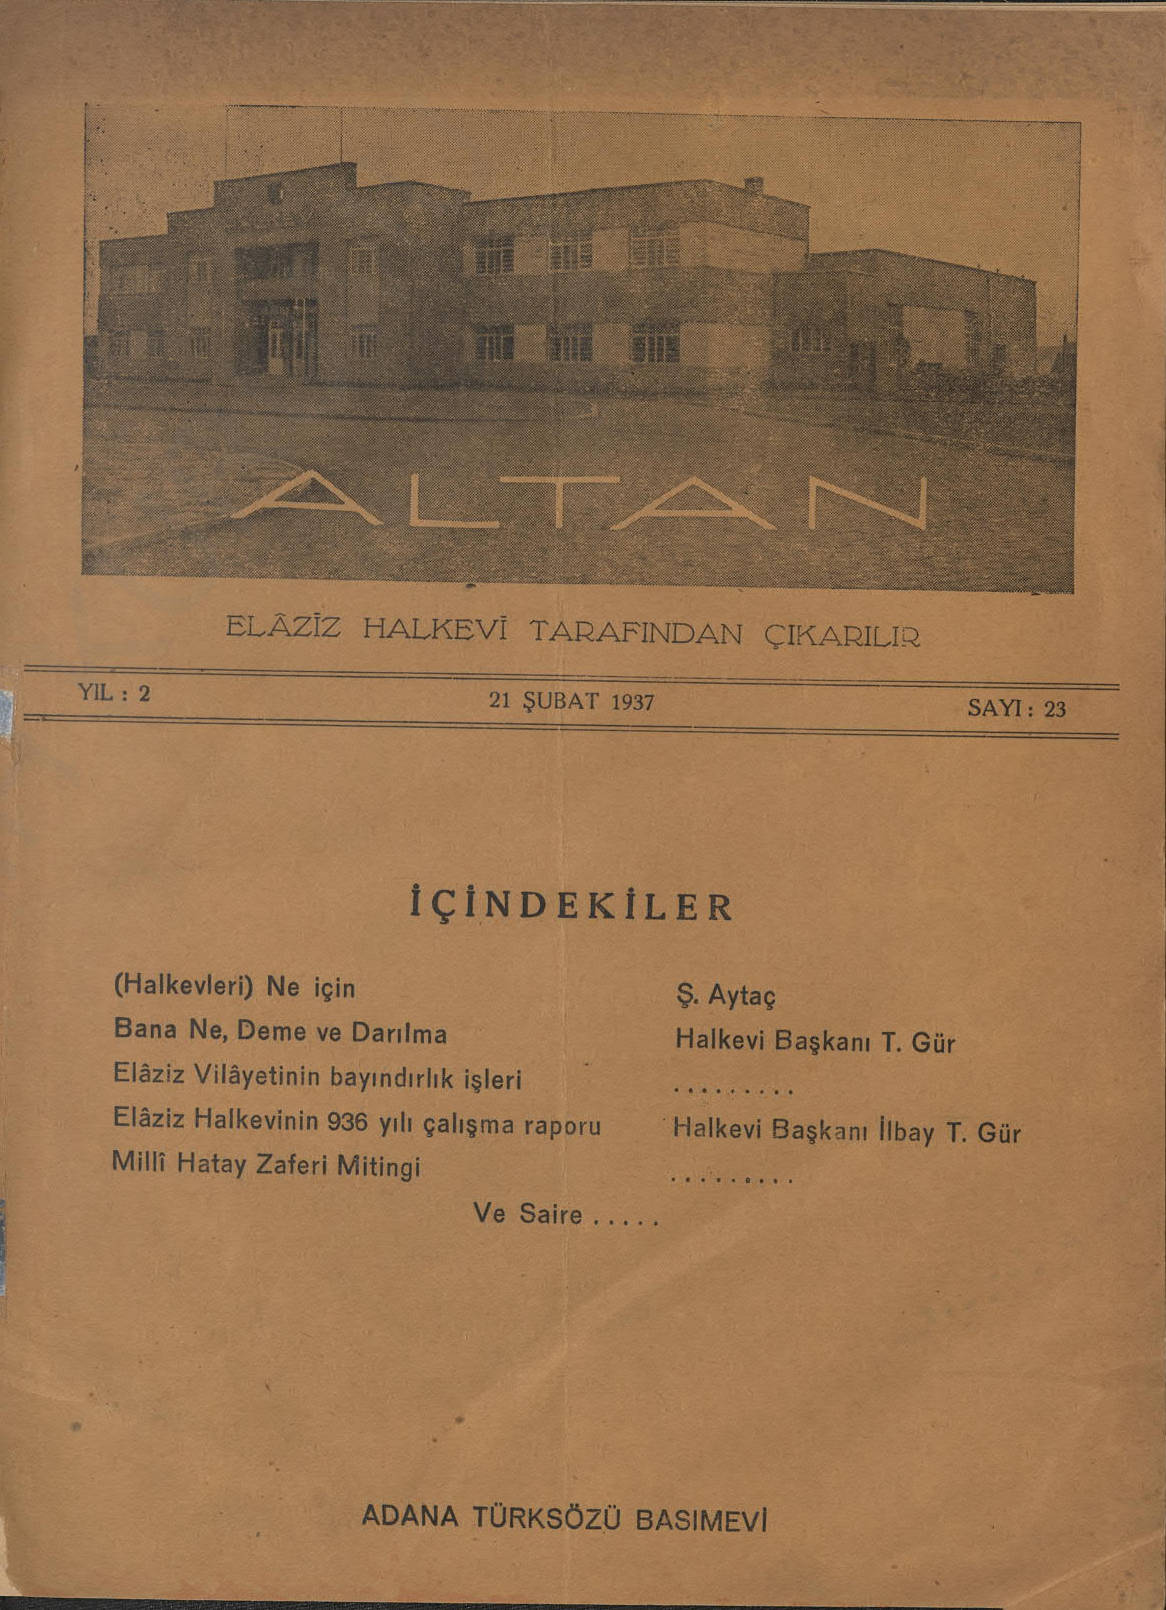 ALTAN
ELÂZİZ HALKEVİ TARAFINDAN ÇIKARILIR
YIL : 2 21 ŞUBAT 1937 SAYI : 23
İÇİNDEKİLER
(Halkevleri) Ne için Ş. Aytaç
Bana Ne, Deme ve Darılma Halkevi Başkanı T. Gür
Elâziz Vilâyetinin bayındırlık işleri .........
Elâziz Halkevinin 936 yılı çalışma raporu Halkevi Başkanı İlbay T. Gür
Millî Hatay Zaferi Mitingi .........
Ve Saire .....
ADANA TÜRKSÖZÜ BASIMEVİ